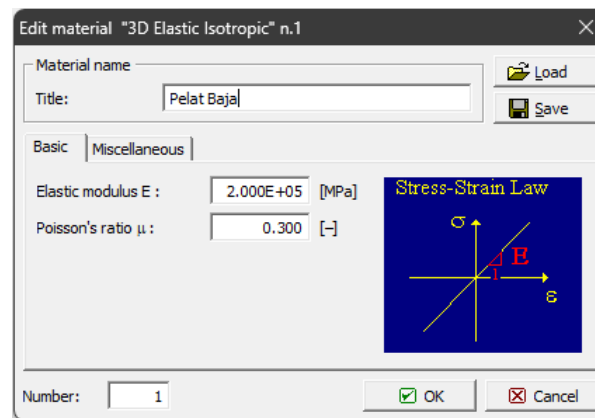 Edit material "3D Elastic Isotropic" n.1
Material name
Title: Pelat Baja
Load
Save
Basic Miscellaneous
Elastic modulus E : 2.000E+05 [MPa]
Poisson's ratio μ : 0.300 [–]
Stress-Strain Law
σ
E
1
ε
Number: 1
OK Cancel